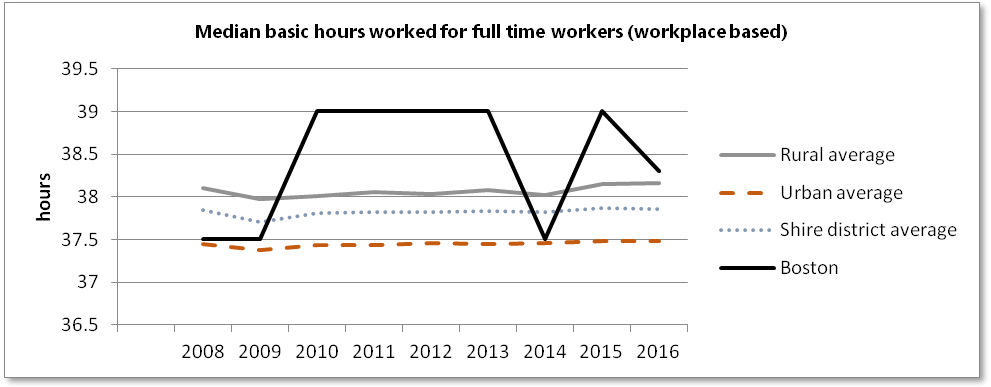 Median basic hours worked for full time workers (workplace based)
hours
39.5
39
38.5
38
37.5
37
36.5
2008 2009 2010 2011 2012 2013 2014 2015 2016
Rural average
Urban average
Shire district average
Boston